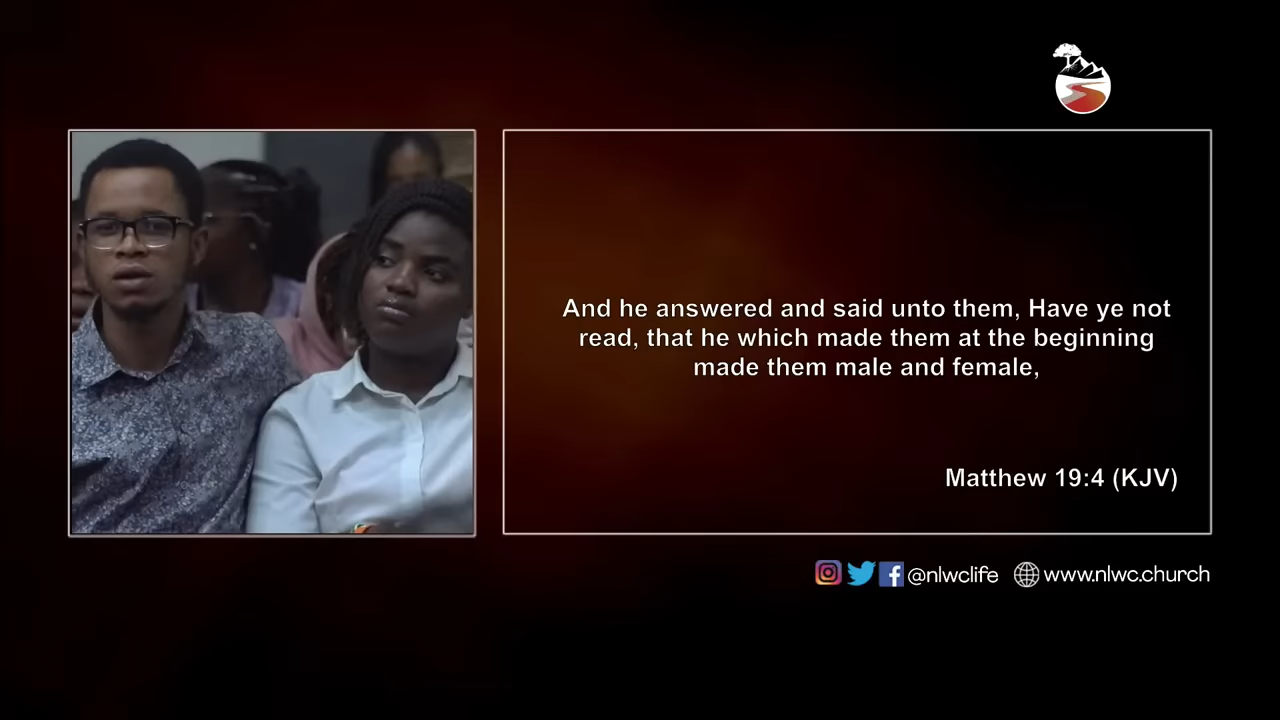 And he answered and said unto them, Have ye not
read, that he which made them at the beginning
made them male and female,
Matthew 19:4 (KJV)
@nlwclife www.nlwc.church